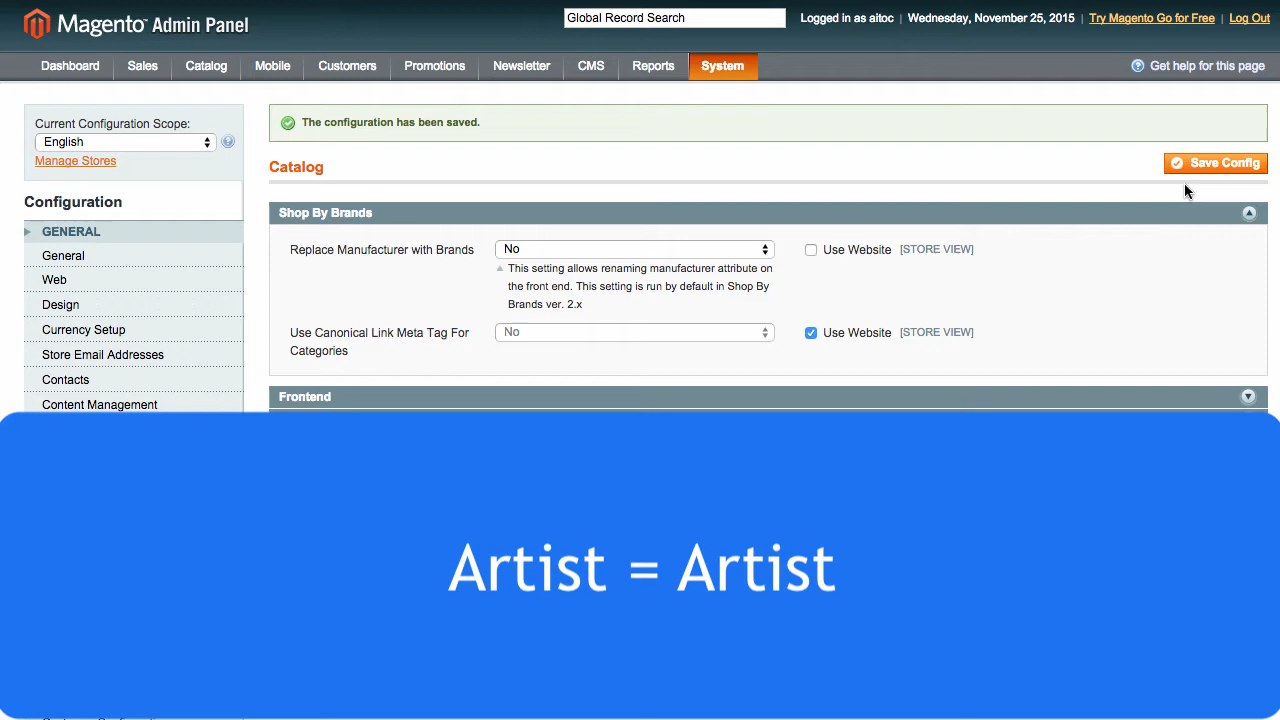 Magento Admin Panel
Global Record Search
Logged in as aitoc | Wednesday, November 25, 2015 | Try Magento Go for Free | Log Out
Dashboard Sales Catalog Mobile Customers Promotions Newsletter CMS Reports System
Get help for this page
Current Configuration Scope:
English
Manage Stores
Configuration
GENERAL
General
Web
Design
Currency Setup
Store Email Addresses
Contacts
Content Management
The configuration has been saved.
Catalog
Save Config
Shop By Brands
Replace Manufacturer with Brands No Use Website [STORE VIEW]
This setting allows renaming manufacturer attribute on
the front end. This setting is run by default in Shop By
Brands ver. 2.x
Use Canonical Link Meta Tag For
Categories
No Use Website [STORE VIEW]
Frontend
Artist = Artist